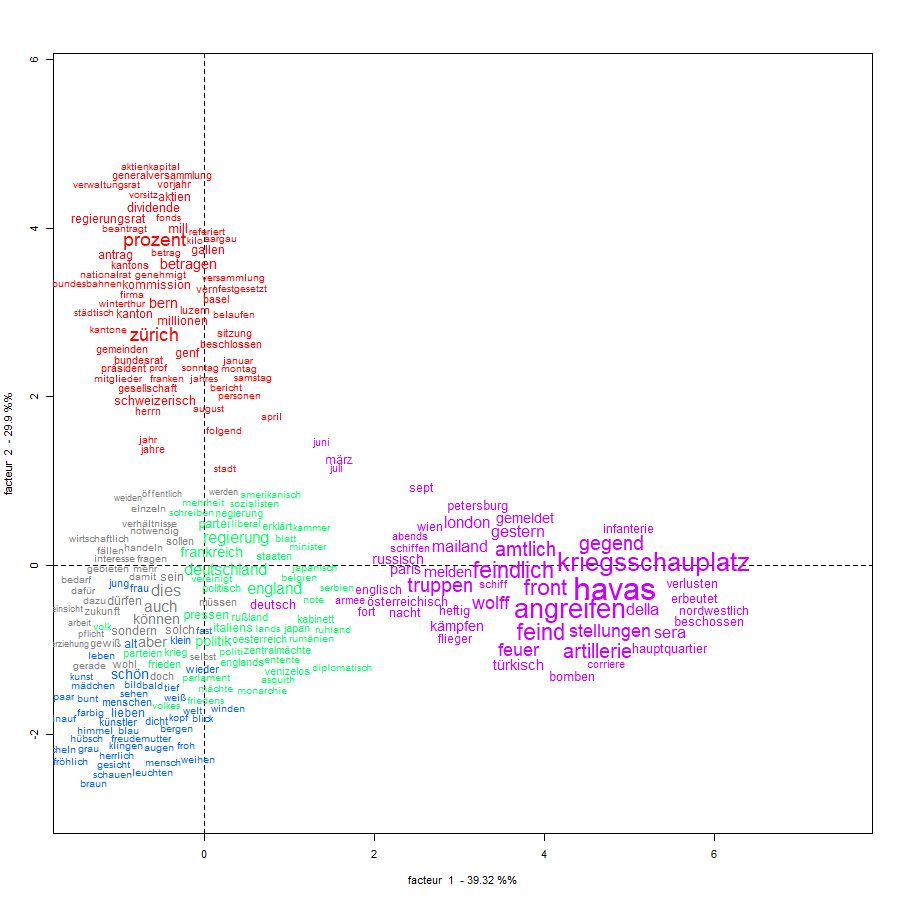 6
aktienkapital
generalversammlung
verwaltungsrat vorjahr
vorsitz aktien
dividende
regierungsrat fonds
4
beantragt mill referiert
prozent kilo aargau
antrag betrag gallen
kantons betragen
nationalrat genehmigt versammlung
bundesbahnen kommission vern festgesetzt
firma basel
winterthur bern luzern
städtisch kanton millionen belaufen
kantone zürich sitzung
gemeinden genf beschlossen
bundesrat januar
präsident prof sonntag montag
mitglieder franken jahres samstag
gesellschaft bericht
2
schweizerisch personen
herrn august
april
folgend
jahr juni
jahre
märz
stadt juli
sept
weiden öffentlich werden amerikanisch
einzeln mehrheit sozialisten petersburg
schreiben regierung
verhältnisse parteiliberal erklärt kammer wien london gemeldet
notwendig gestern infanterie
wirtschaftlich sollen regierung blatt abends
fällen handeln minister schiffen mailand amtlich gegend
interesse fragen frankreich staaten russisch
0
gebieten mehr deutschland japanisch paris melden feindlich kriegsschauplatz
bedarf damit sein vereinigt belgien
jung frau politisch england serbien englisch truppen schiff front havas verlusten
dafür dies
dazu dürfen müssen deutsch note armee österreichisch wolff erbeutet
einsicht zukunft auch fort nacht heftig angreifen della nordwestlich
arbeit können pressen rußland kabinett
volk sondern solch fast italiens lands japan ruhland kämpfen feind stellungen sera beschossen
pflicht flieger
erziehung gewiß alt aber klein politik oesterreich rumänien
leben parteien krieg selbst politi zentralmächte feuer artillerie hauptquartier
gerade wohl frieden wieder englands entente türkisch corriere
kunst schön doch parlament venizelos diplomatisch bomben
mädchen bild bald tief mächte asquith
sehen monarchie
paar bunt menschen weiß friedens
volkes
nauf farbig lieben welt winden
künstler dicht kopf blick
2
himmel blau bergen
hübsch freude mutter
cheln grau klingen augen froh
herrlich
fröhlich gesicht mensch weihen
schauen leuchten
braun
0 2 4 6
facteur 1 - 39.32 %%
facteur 2 - 29.9 %%